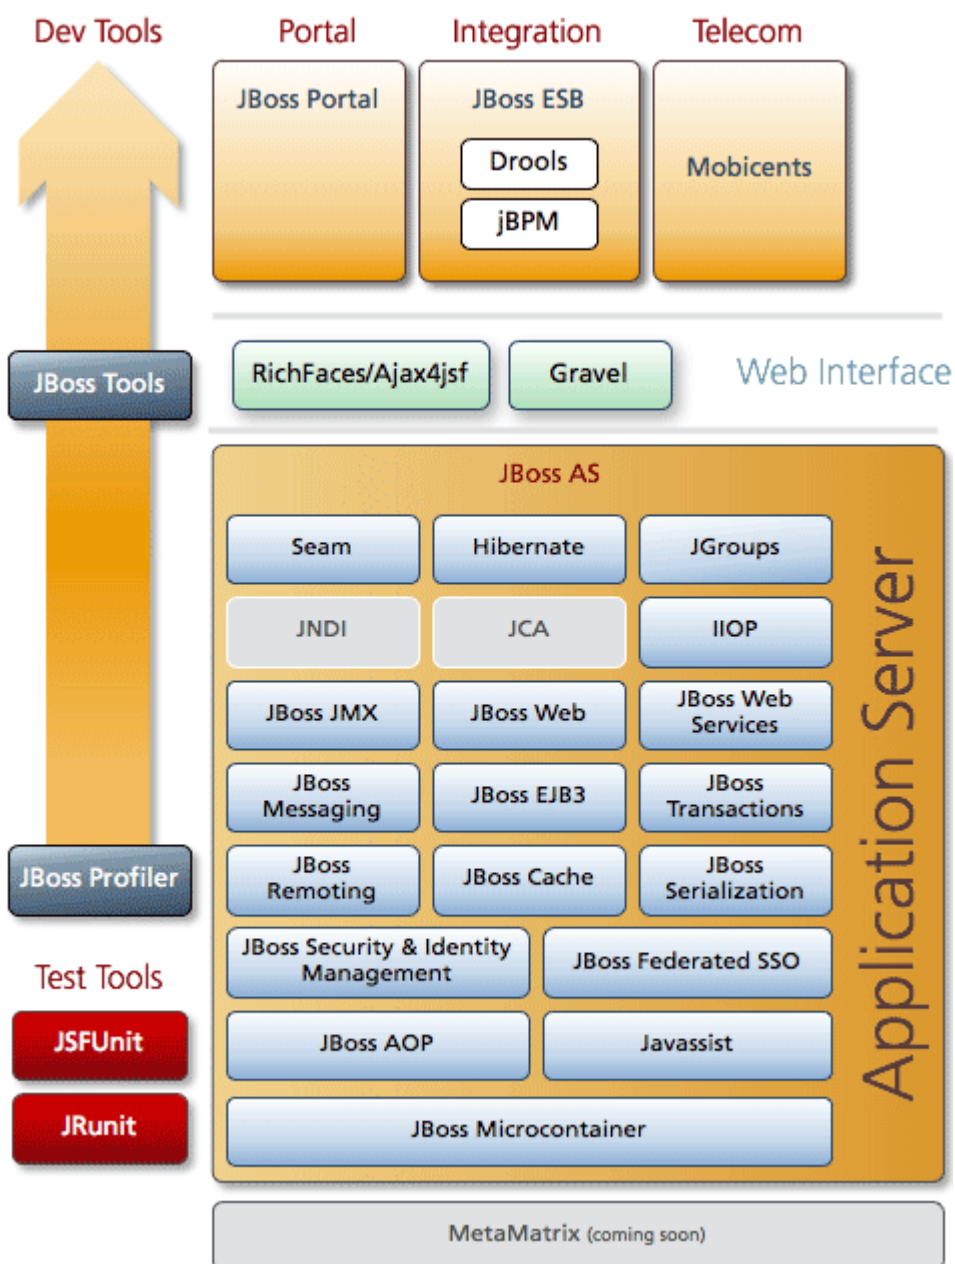 Dev Tools
Portal
Integration
Telecom
JBoss Portal
JBoss ESB
Drools
jBPM
Mobicents
JBoss Tools
RichFaces/Ajax4jsf
Gravel
Web Interface
JBoss AS
Seam
Hibernate
JGroups
JNDI
JCA
IIOP
JBoss JMX
JBoss Web
JBoss Web
Services
JBoss
Messaging
JBoss EJB3
JBoss
Transactions
JBoss Profiler
JBoss
Remoting
JBoss Cache
JBoss
Serialization
JBoss Security & Identity
Management
JBoss Federated SSO
Test Tools
JSFUnit
JBoss AOP
Javassist
JRunit
JBoss Microcontainer
Application Server
MetaMatrix (coming soon)